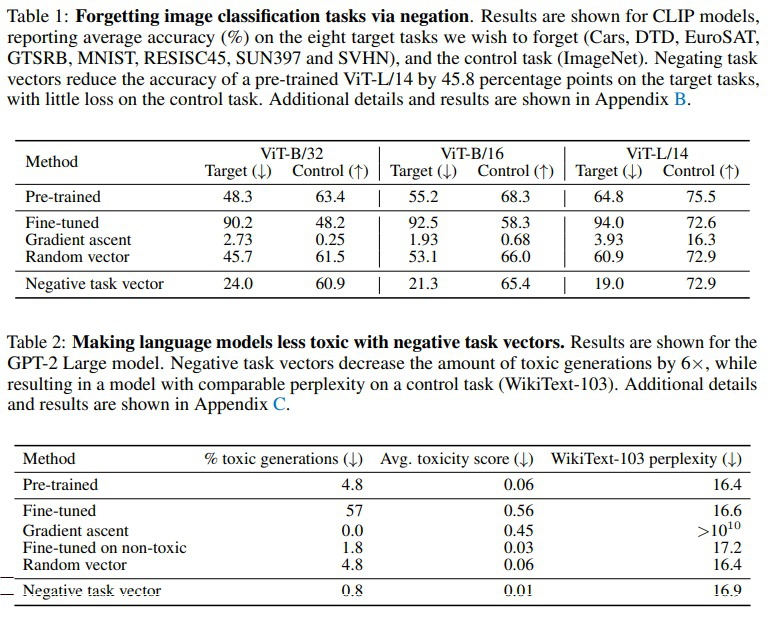 Table 1: Forgetting image classification tasks via negation. Results are shown for CLIP models,
reporting average accuracy (%) on the eight target tasks we wish to forget (Cars, DTD, EuroSAT,
GTSRB, MNIST, RESISC45, SUN397 and SVHN), and the control task (ImageNet). Negating task
vectors reduce the accuracy of a pre-trained ViT-L/14 by 45.8 percentage points on the target tasks,
with little loss on the control task. Additional details and results are shown in Appendix B.
Method ViT-B/32 ViT-B/16 ViT-L/14
Target (↓) Control (↑) Target (↓) Control (↑) Target (↓) Control (↑)
Pre-trained 48.3 63.4 55.2 68.3 64.8 75.5
Fine-tuned 90.2 48.2 92.5 58.3 94.0 72.6
Gradient ascent 2.73 0.25 1.93 0.68 3.93 16.3
Random vector 45.7 61.5 53.1 66.0 60.9 72.9
Negative task vector 24.0 60.9 21.3 65.4 19.0 72.9
Table 2: Making language models less toxic with negative task vectors. Results are shown for the
GPT-2 Large model. Negative task vectors decrease the amount of toxic generations by 6×, while
resulting in a model with comparable perplexity on a control task (WikiText-103). Additional details
and results are shown in Appendix C.
Method % toxic generations (↓) Avg. toxicity score (↓) WikiText-103 perplexity (↓)
Pre-trained 4.8 0.06 16.4
Fine-tuned 57 0.56 16.6
Gradient ascent 0.0 0.45 >10¹⁰
Fine-tuned on non-toxic 1.8 0.03 17.2
Random vector 4.8 0.06 16.4
Negative task vector 0.8 0.01 16.9